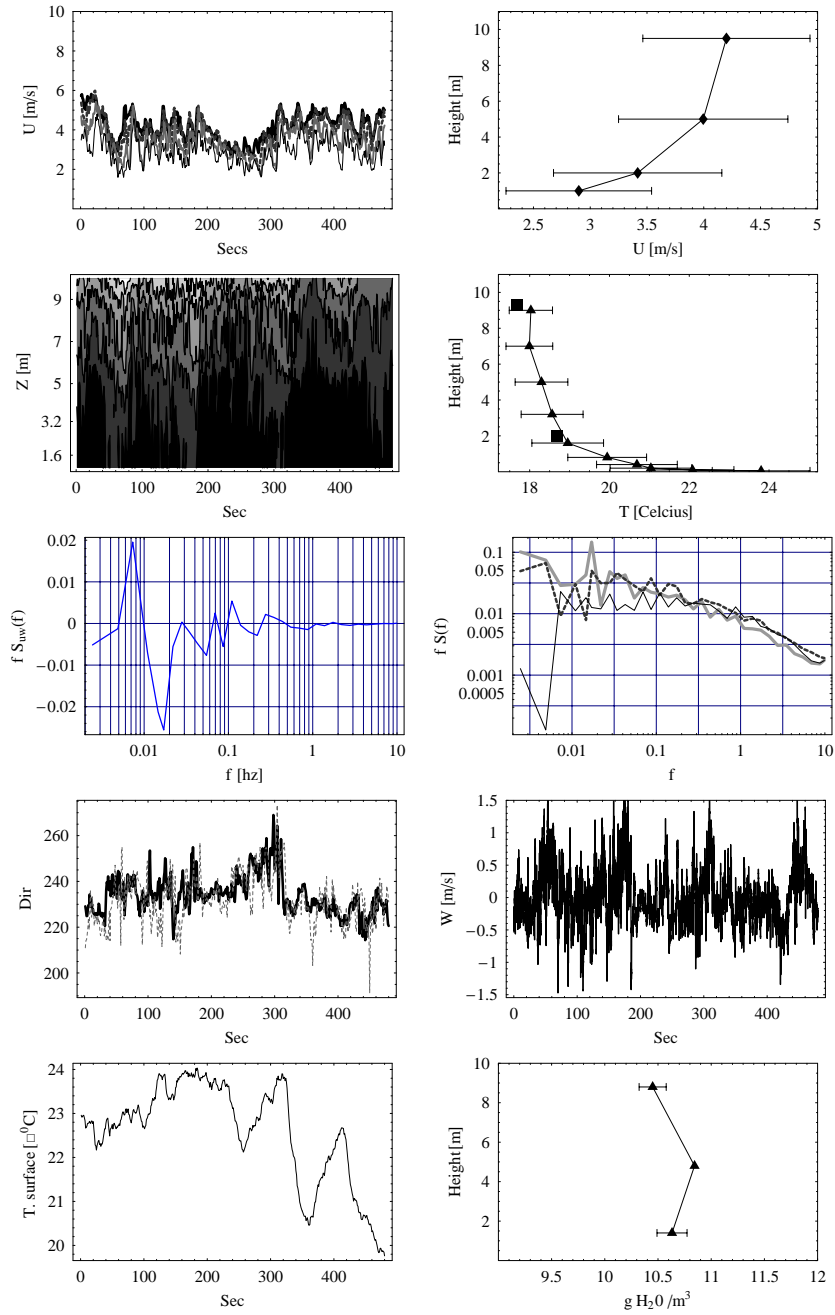 10
8
6
4
2
U [m/s]
0 100 200 300 400
Secs
10
8
6
4
2
Height [m]
2.5 3 3.5 4 4.5 5
U [m/s]
9
7
5
3.2
1.6
Z [m]
0 100 200 300 400
Sec
10
8
6
4
2
Height [m]
18 20 22 24
T [Celcius]
0.02
0.01
0
−0.01
−0.02
f Suw(f)
0.01 0.1 1 10
f [hz]
0.1
0.05
0.01
0.005
0.001
0.0005
f S(f)
0.01 0.1 1 10
f
260
240
220
200
Dir
0 100 200 300 400
Sec
1.5
1
0.5
0
−0.5
−1
−1.5
W [m/s]
0 100 200 300 400
Sec
24
23
22
21
20
T. surface [□⁰C]
0 100 200 300 400
Sec
10
8
6
4
2
Height [m]
9.5 10 10.5 11 11.5 12
g H₂0 /m³